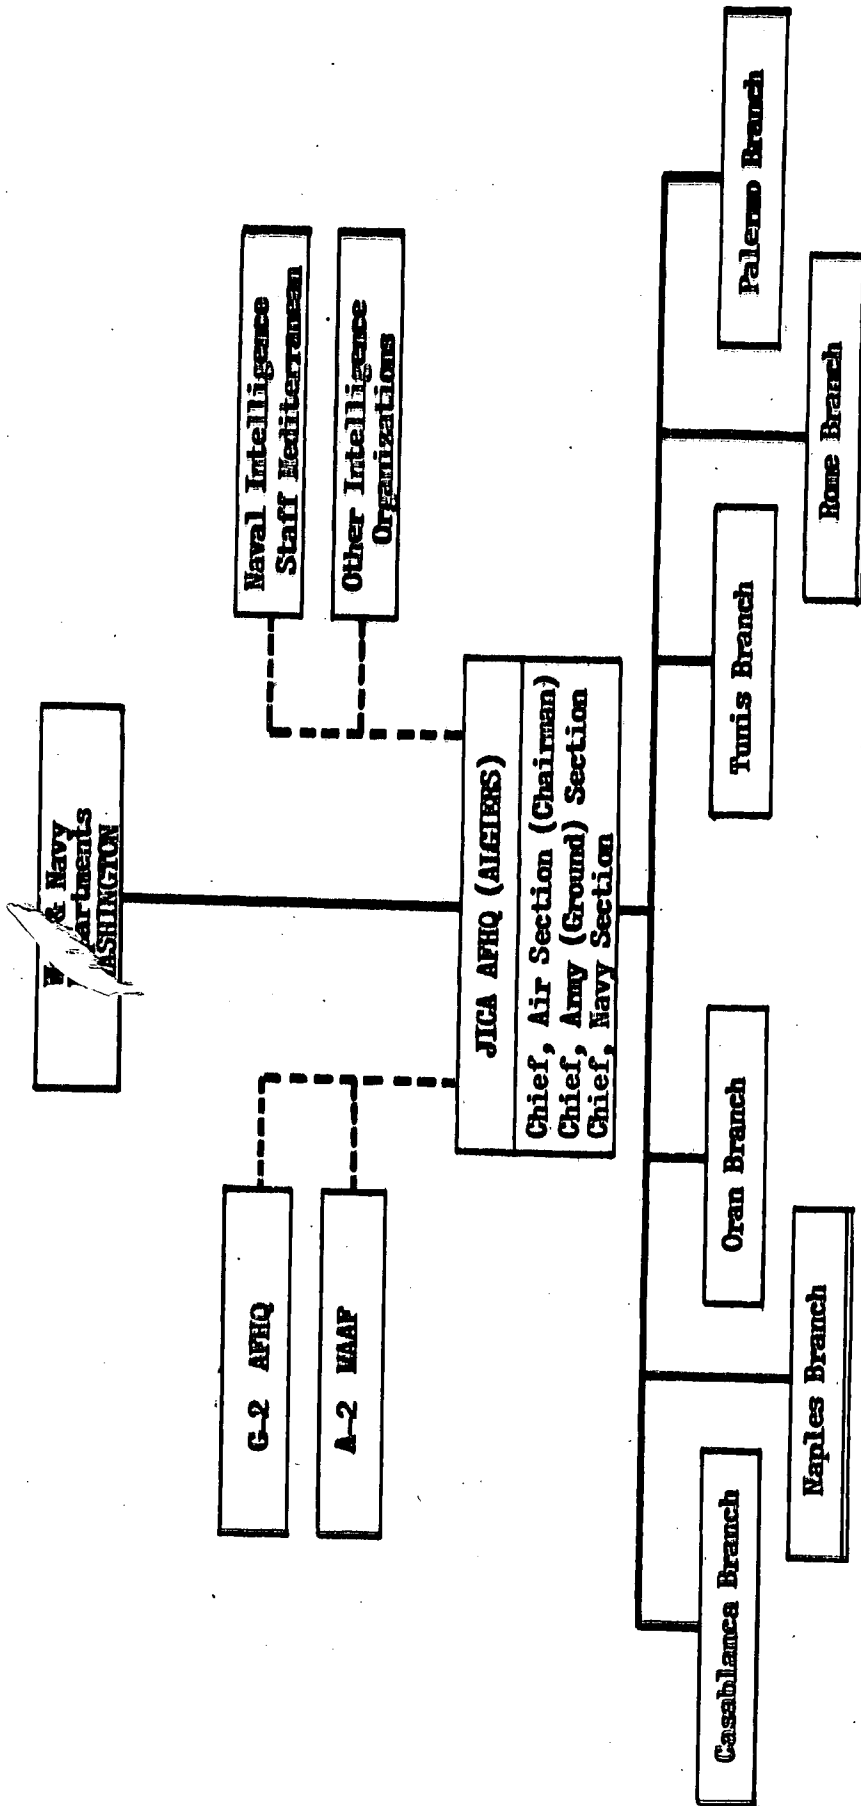 & Navy
G-2 AFHQ
A-2 MAAF
Naval Intelligence
Staff Mediterranean
Other Intelligence
Organizations
JICA AFHQ (ALGIERS)
Chief, Air Section (Chairman)
Chief, Army (Ground) Section
Chief, Navy Section
Casablanca Branch
Naples Branch
Oran Branch
Tunis Branch
Rome Branch
Palermo Branch